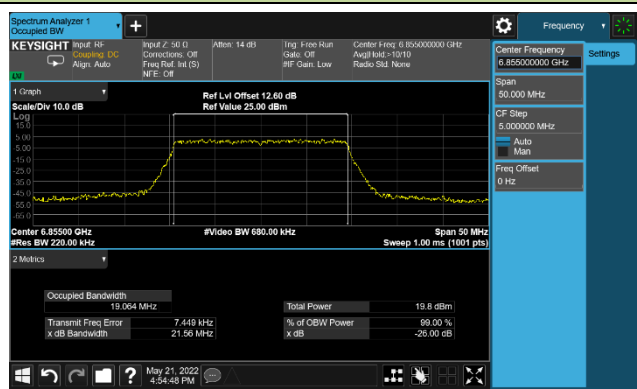 Spectrum Analyzer 1
Occupied BW
+
Frequency
KEYSIGHT
Input: RF
Coupling: DC
Align: Auto
Input Z: 50 Ω
Corrections: Off
Freq Ref: Int (S)
NFE: Off
Atten: 14 dB
Trig: Free Run
Gate: Off
#IF Gain: Low
Center Freq: 6.855000000 GHz
Avg|Hold:>10/10
Radio Std: None
Center Frequency
6.855000000 GHz
Settings
Span
50.000 MHz
CF Step
5.000000 MHz
Auto
Man
Freq Offset
0 Hz
1 Graph
Ref Lvl Offset 12.60 dB
Scale/Div 10.0 dB
Ref Value 25.00 dBm
Log
15.0
5.00
-5.00
-15.0
-25.0
-35.0
-45.0
-55.0
-65.0
Center 6.85500 GHz
#Video BW 680.00 kHz
Span 50 MHz
#Res BW 220.00 kHz
Sweep 1.00 ms (1001 pts)
2 Metrics
Occupied Bandwidth
19.064 MHz
Total Power
19.8 dBm
Transmit Freq Error
7.449 kHz
% of OBW Power
99.00 %
x dB Bandwidth
21.56 MHz
x dB
-26.00 dB
?
May 21, 2022
4:54:48 PM